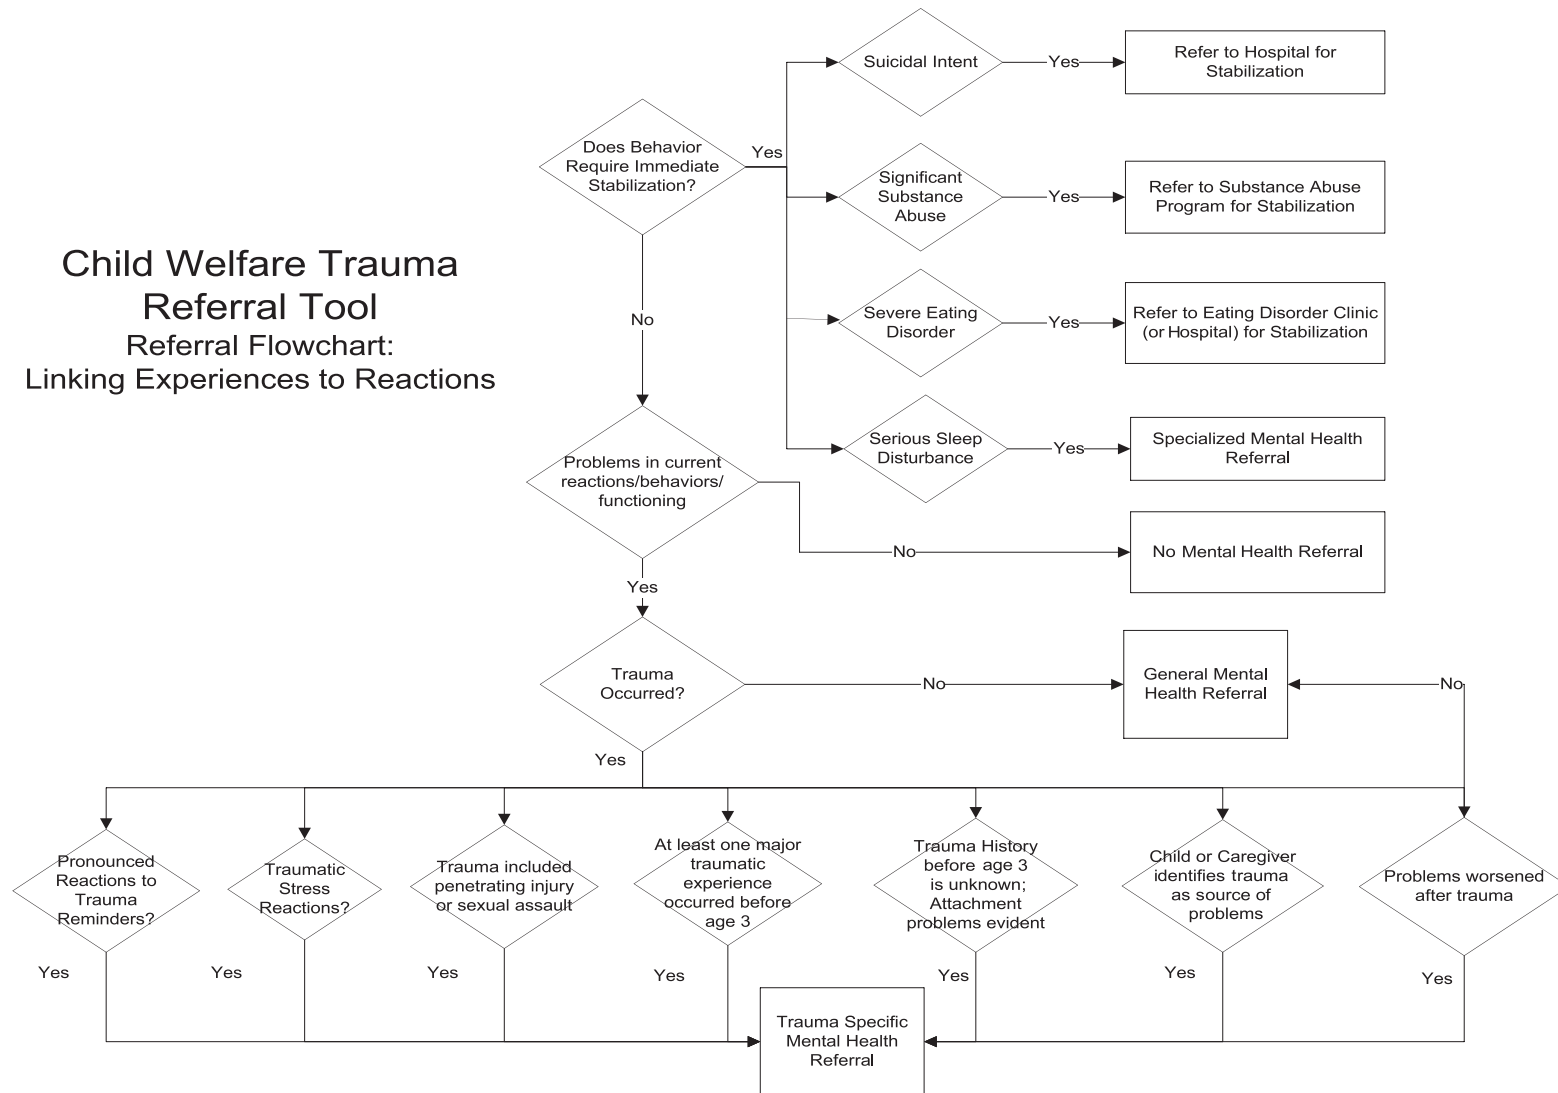 Child Welfare Trauma
Referral Tool
Referral Flowchart:
Linking Experiences to Reactions
Does Behavior
Require Immediate
Stabilization?
Yes
Suicidal Intent
Yes
Refer to Hospital for
Stabilization
Significant
Substance
Abuse
Yes
Refer to Substance Abuse
Program for Stabilization
Severe Eating
Disorder
Yes
Refer to Eating Disorder Clinic
(or Hospital) for Stabilization
Serious Sleep
Disturbance
Yes
Specialized Mental Health
Referral
No
Problems in current
reactions/behaviors/
functioning
No
No Mental Health Referral
Yes
Trauma
Occurred?
No
General Mental
Health Referral
No
Yes
Pronounced
Reactions to
Trauma
Reminders?
Traumatic
Stress
Reactions?
Trauma included
penetrating injury
or sexual assault
At least one major
traumatic
experience
occurred before
age 3
Trauma History
before age 3
is unknown;
Attachment
problems evident
Child or Caregiver
identifies trauma
as source of
problems
Problems worsened
after trauma
Yes
Yes
Yes
Yes
Yes
Yes
Yes
Trauma Specific
Mental Health
Referral